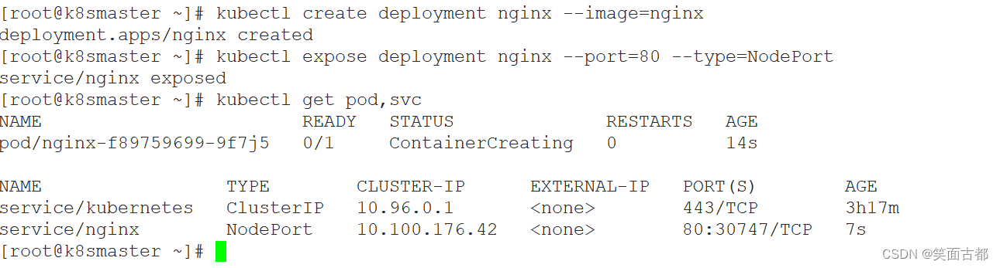 [root@k8smaster ~]# kubectl create deployment nginx --image=nginx
deployment.apps/nginx created
[root@k8smaster ~]# kubectl expose deployment nginx --port=80 --type=NodePort
service/nginx exposed
[root@k8smaster ~]# kubectl get pod,svc
NAME                        READY   STATUS              RESTARTS   AGE
pod/nginx-f89759699-9f7j5   0/1     ContainerCreating   0          14s

NAME                 TYPE        CLUSTER-IP      EXTERNAL-IP   PORT(S)        AGE
service/kubernetes   ClusterIP   10.96.0.1       <none>        443/TCP        3h17m
service/nginx        NodePort    10.100.176.42   <none>        80:30747/TCP   7s
[root@k8smaster ~]#
CSDN @笑面古都